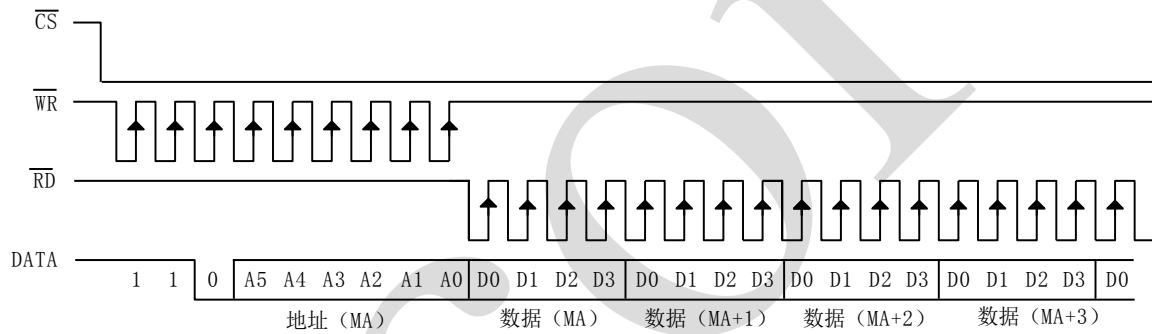 CS
WR
RD
DATA
1 1 0 A5 A4 A3 A2 A1 A0 D0 D1 D2 D3 D0 D1 D2 D3 D0 D1 D2 D3 D0 D1 D2 D3 D0
地址（MA） 数据（MA） 数据（MA+1） 数据（MA+2） 数据（MA+3）